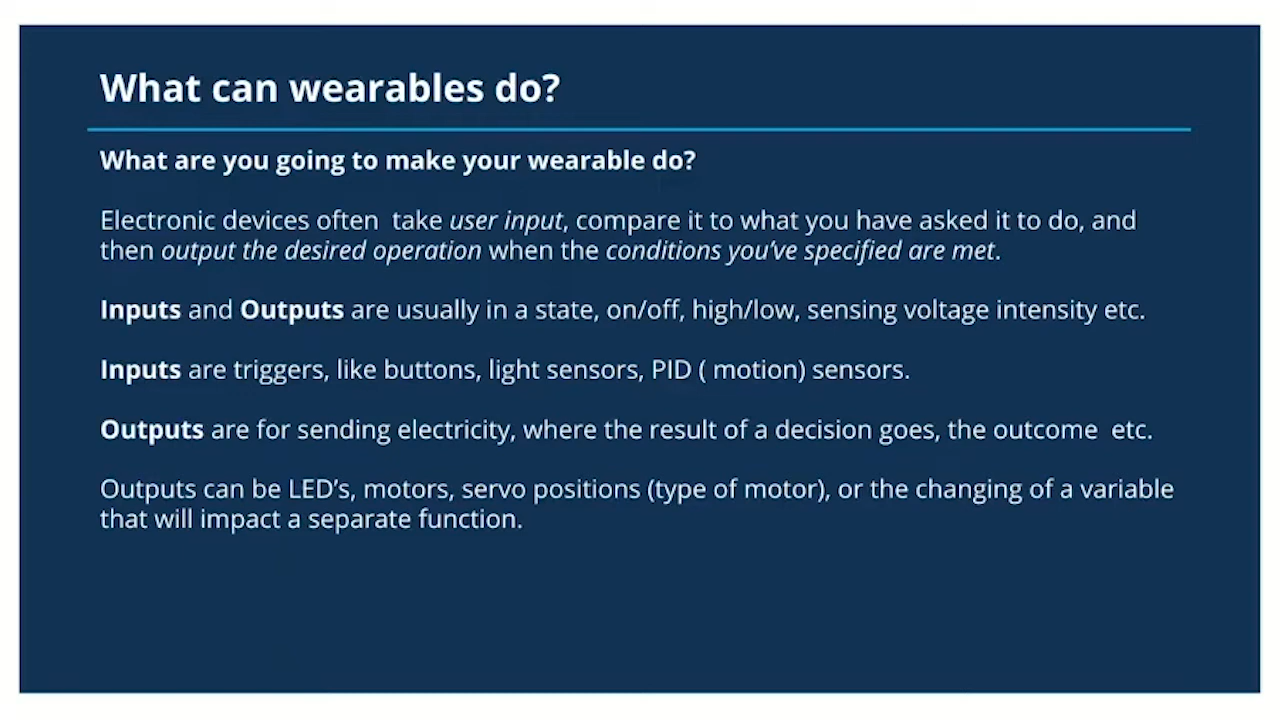 What can wearables do?
What are you going to make your wearable do?
Electronic devices often  take user input, compare it to what you have asked it to do, and
then output the desired operation when the conditions you've specified are met.
Inputs and Outputs are usually in a state, on/off, high/low, sensing voltage intensity etc.
Inputs are triggers, like buttons, light sensors, PID ( motion) sensors.
Outputs are for sending electricity, where the result of a decision goes, the outcome  etc.
Outputs can be LED's, motors, servo positions (type of motor), or the changing of a variable
that will impact a separate function.